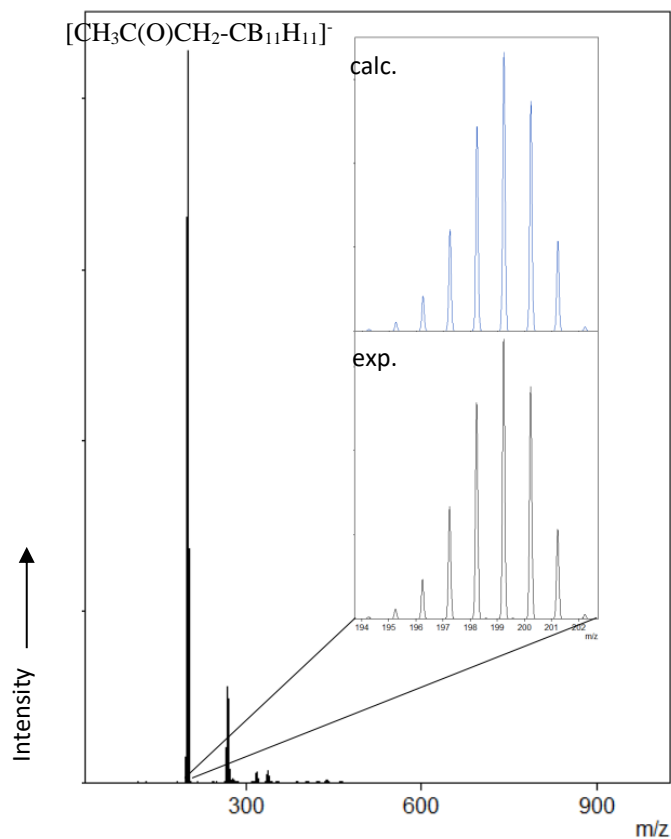 [CH₃C(O)CH₂-CB₁₁H₁₁]⁻
calc.
exp.
194 195 196 197 198 199 200 201 202
m/z
Intensity
300 600 900
m/z